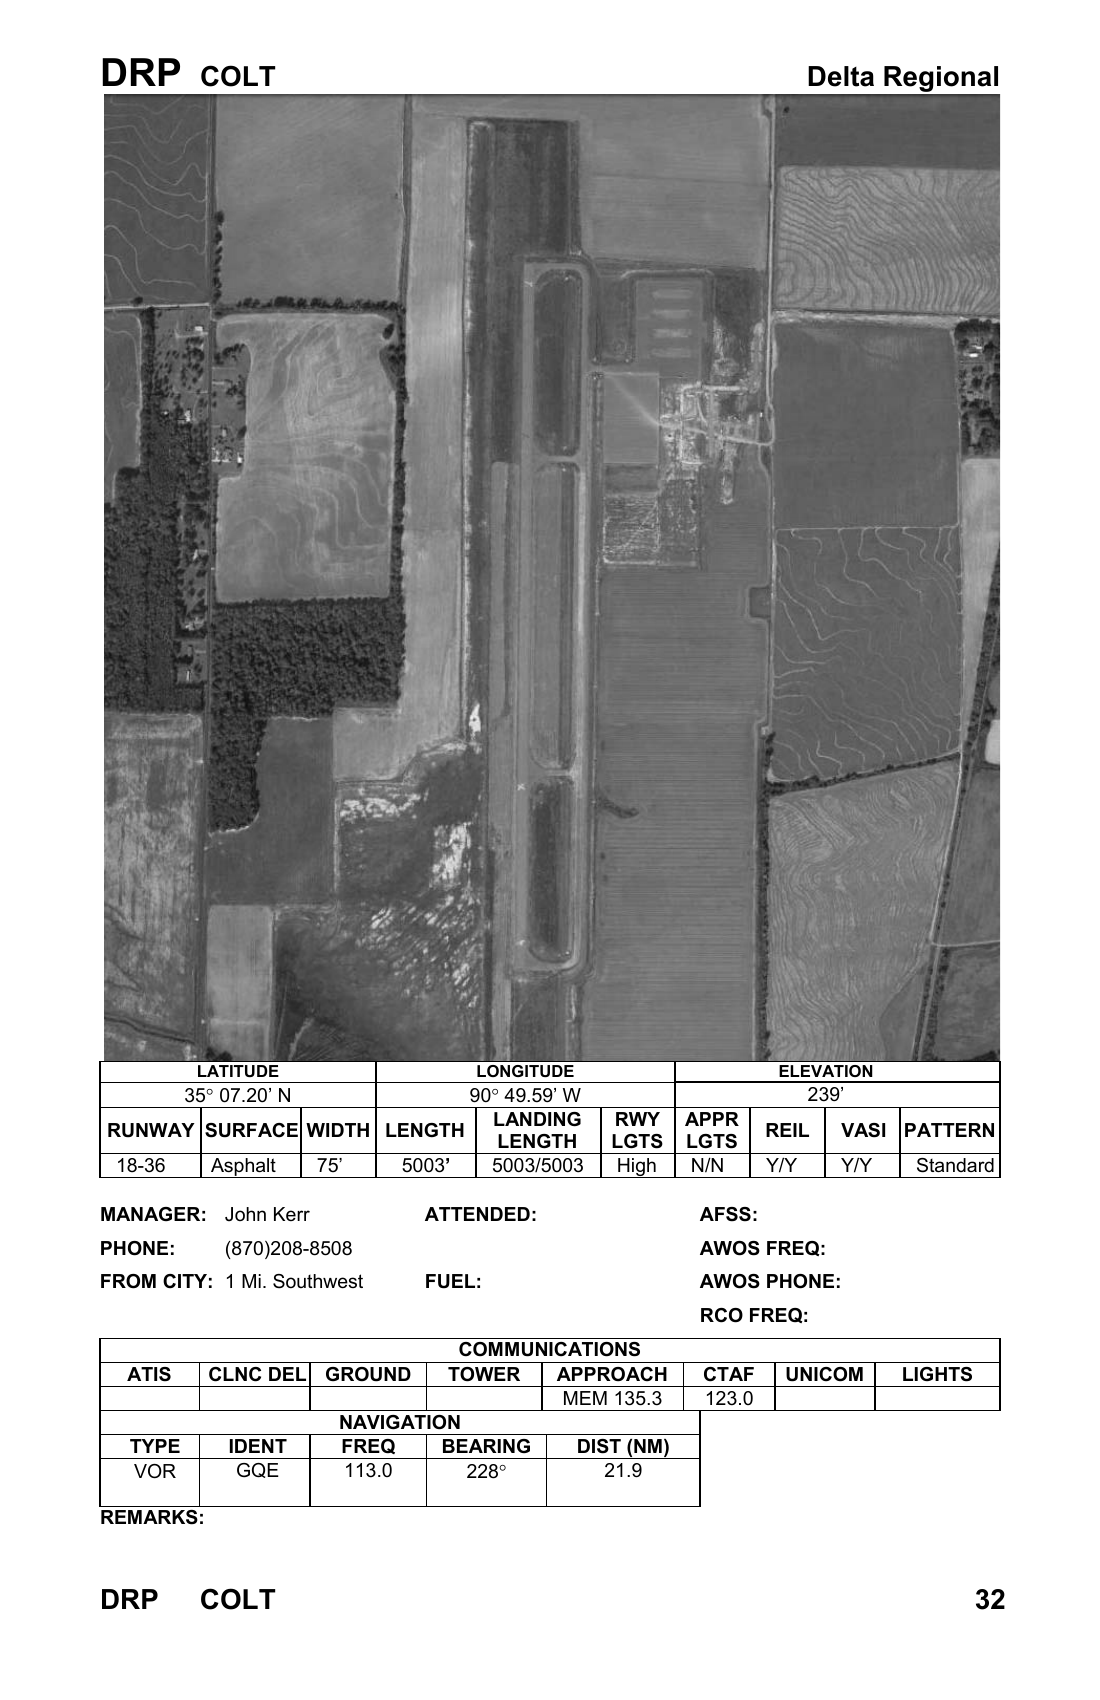 DRP COLT Delta Regional
LATITUDE LONGITUDE ELEVATION
35° 07.20’ N 90° 49.59’ W 239’
RUNWAY SURFACE WIDTH LENGTH LANDING LENGTH RWY LGTS APPR LGTS REIL VASI PATTERN
18-36 Asphalt 75’ 5003’ 5003/5003 High N/N Y/Y Y/Y Standard
MANAGER: John Kerr ATTENDED: AFSS:
PHONE: (870)208-8508 AWOS FREQ:
FROM CITY: 1 Mi. Southwest FUEL: AWOS PHONE:
RCO FREQ:
COMMUNICATIONS
ATIS CLNC DEL GROUND TOWER APPROACH CTAF UNICOM LIGHTS
MEM 135.3 123.0
NAVIGATION
TYPE IDENT FREQ BEARING DIST (NM)
VOR GQE 113.0 228° 21.9
REMARKS:
DRP COLT 32